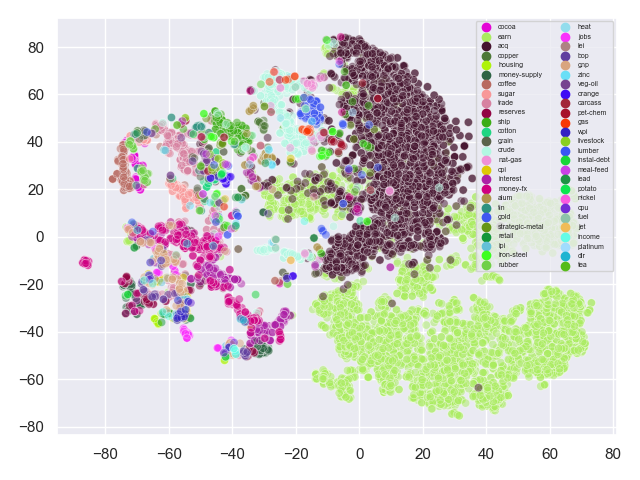 80
60
40
20
0
−20
−40
−60
−80
−80
−60
−40
−20
0
20
40
60
80
cocoa
earn
acq
copper
housing
money-supply
coffee
sugar
trade
reserves
ship
cotton
grain
crude
nat-gas
cpi
interest
money-fx
alum
tin
gold
strategic-metal
retail
ipi
iron-steel
rubber
heat
jobs
lei
bop
gnp
zinc
veg-oil
orange
carcass
pet-chem
gas
wpi
livestock
lumber
instal-debt
meal-feed
lead
potato
nickel
cpu
fuel
jet
income
platinum
dlr
tea